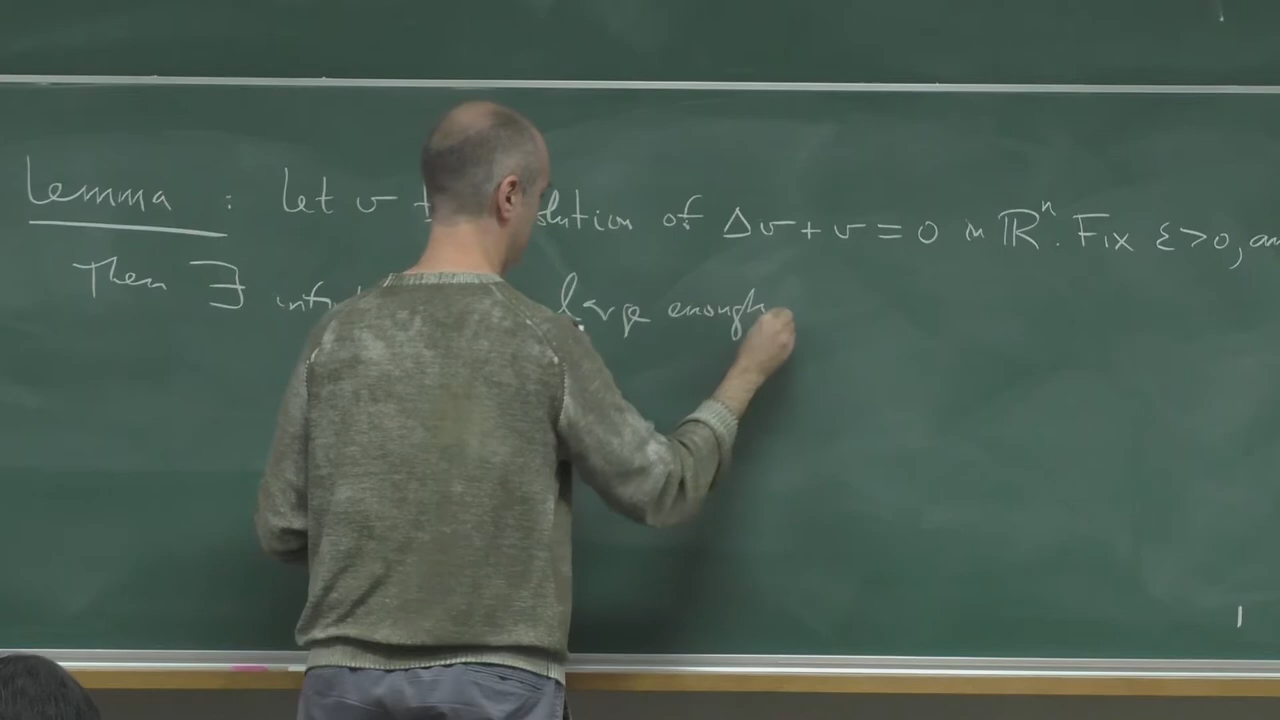 Lemma : Let v solution of Δv + v = 0 in ℝⁿ. Fix ε>0,
Then ∃ large enough